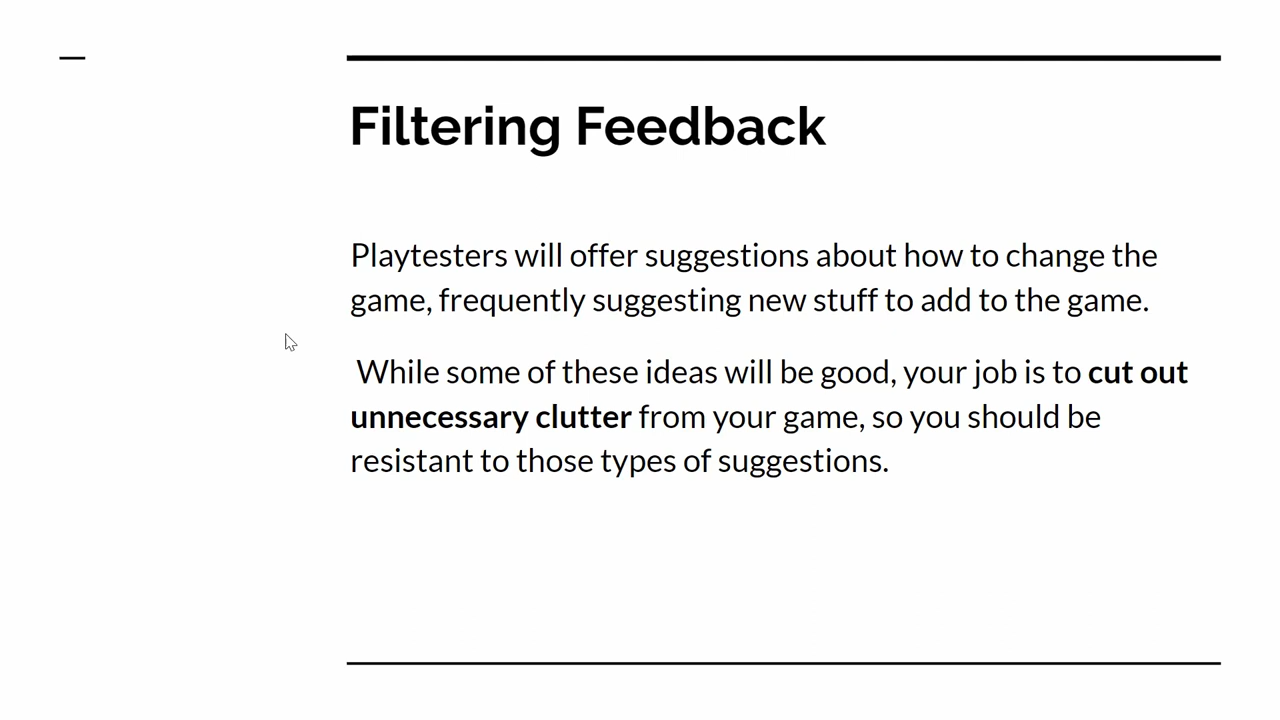 Filtering Feedback
Playtesters will offer suggestions about how to change the
game, frequently suggesting new stuff to add to the game.
While some of these ideas will be good, your job is to cut out
unnecessary clutter from your game, so you should be
resistant to those types of suggestions.